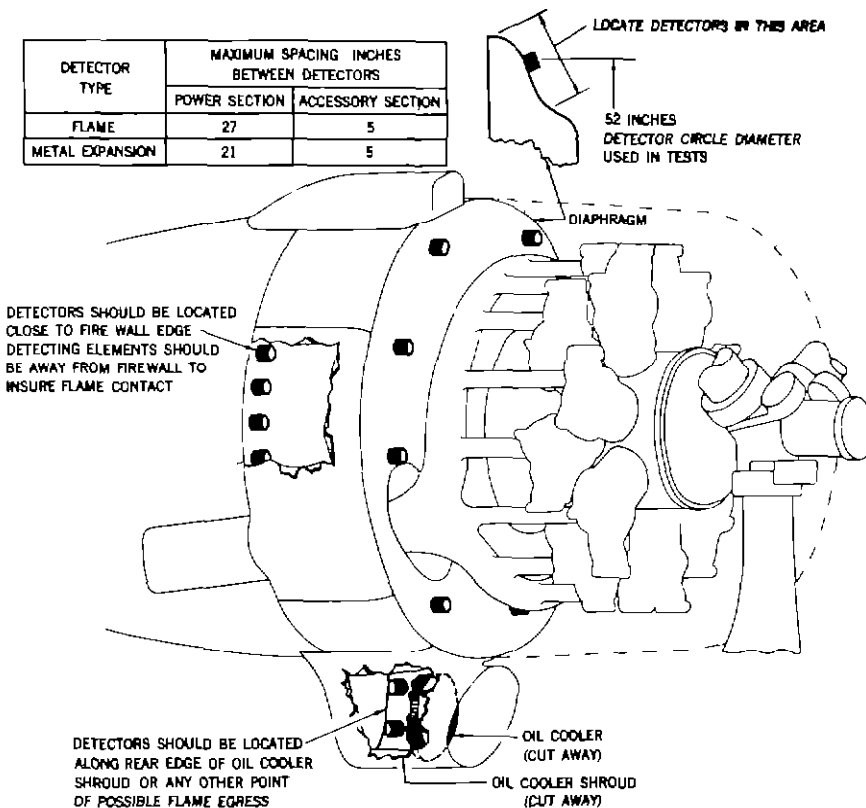 DETECTOR TYPE
MAXIMUM SPACING INCHES
BETWEEN DETECTORS
POWER SECTION ACCESSORY SECTION
FLAME 27 5
METAL EXPANSION 21 5
LOCATE DETECTORS IN THIS AREA
52 INCHES
DETECTOR CIRCLE DIAMETER
USED IN TESTS
DIAPHRAGM
DETECTORS SHOULD BE LOCATED
CLOSE TO FIRE WALL EDGE
DETECTING ELEMENTS SHOULD
BE AWAY FROM FIREWALL TO
INSURE FLAME CONTACT
DETECTORS SHOULD BE LOCATED
ALONG REAR EDGE OF OIL COOLER
SHROUD OR ANY OTHER POINT
OF POSSIBLE FLAME EGRESS
OIL COOLER
(CUT AWAY)
OIL COOLER SHROUD
(CUT AWAY)